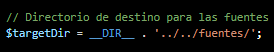 // Directorio de destino para las fuentes
$targetDir = __DIR__ . '../../fuentes/';